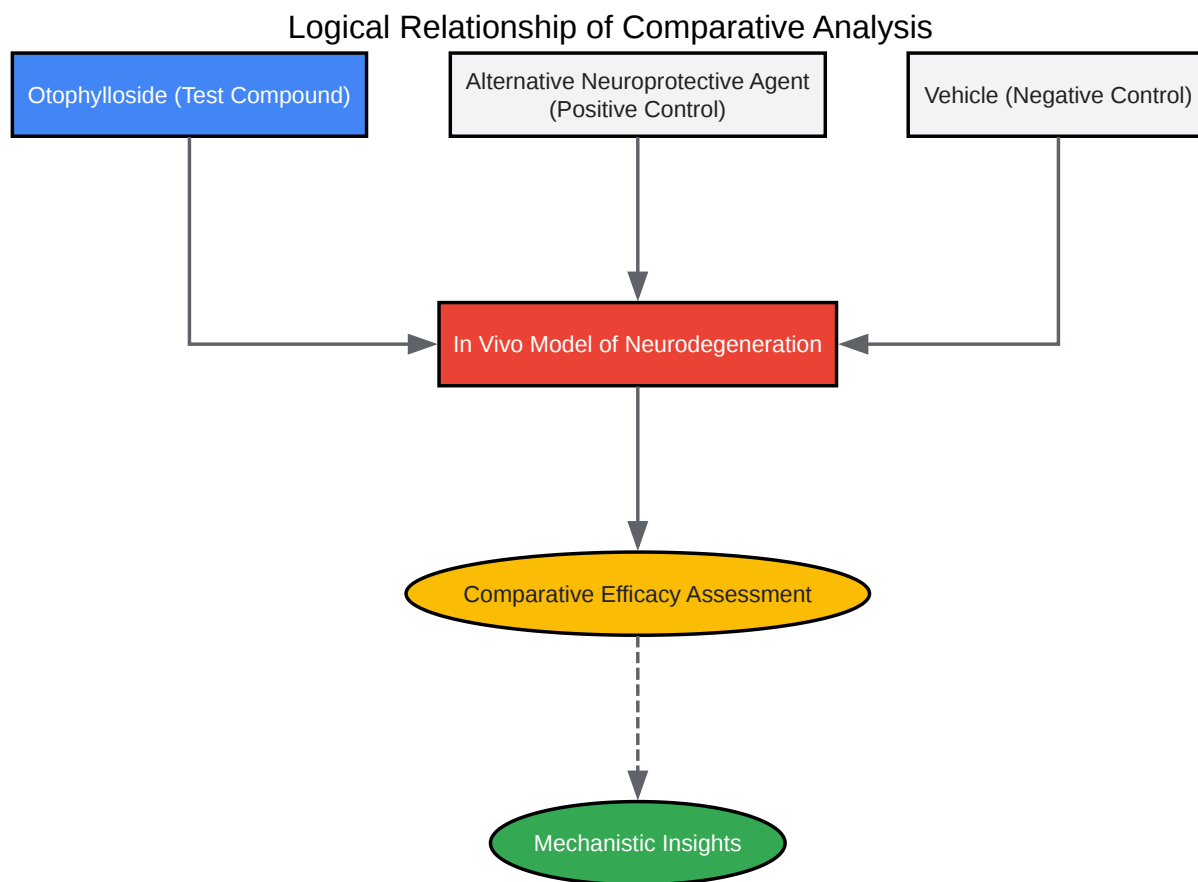 Logical Relationship of Comparative Analysis
Otophylloside (Test Compound)
Alternative Neuroprotective Agent
(Positive Control)
Vehicle (Negative Control)
In Vivo Model of Neurodegeneration
Comparative Efficacy Assessment
Mechanistic Insights